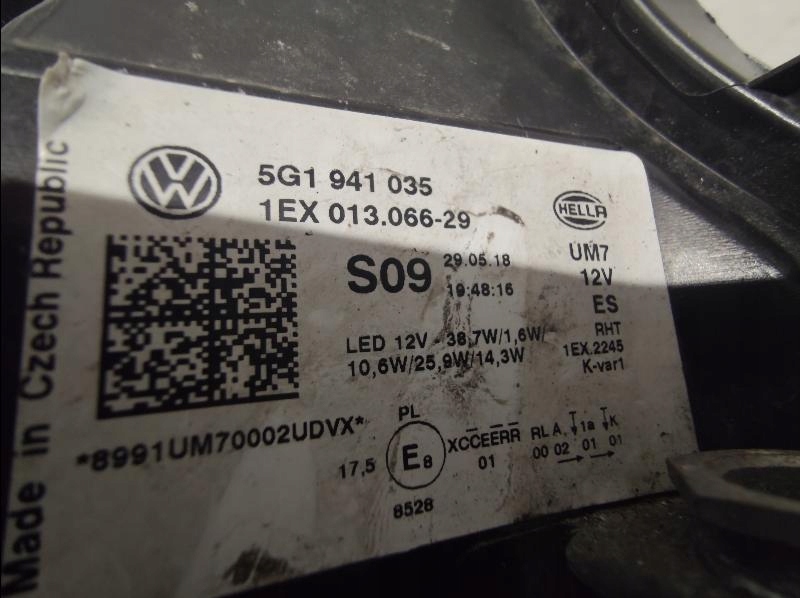 Made in Czech Republic
5G1 941 035
1EX 013.066-29
HELLA
S09
29.05.18
19:48:16
UM7
12V
ES
RHT
1EX.2245
K-var1
LED 12V - 38,7W/1,6W/
10,6W/25,9W/14,3W
*8991UM70002UDVX*
PL
17,5
E8
8528
XCCEERR RL A, 1a K
01 00 02 01 01